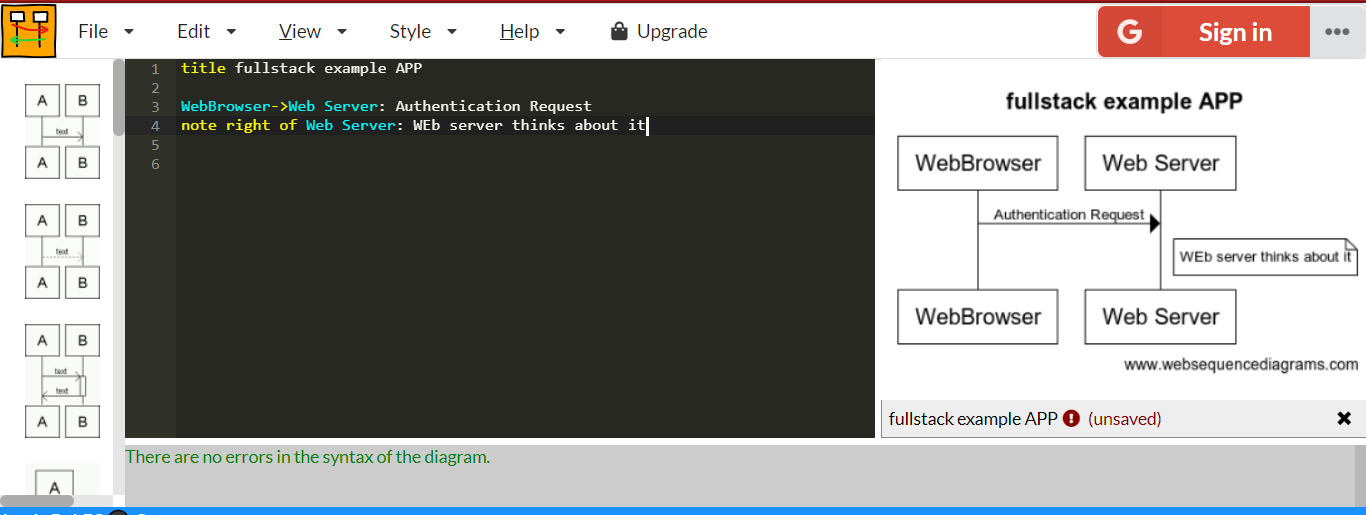 File Edit View Style Help Upgrade
G Sign in
A B
text
A B
A B
text
A B
A B
text
text
A B
A
1 title fullstack example APP
2
3 WebBrowser->Web Server: Authentication Request
4 note right of Web Server: WEb server thinks about it
5
6
fullstack example APP
WebBrowser Web Server
Authentication Request
WEb server thinks about it
WebBrowser Web Server
www.websequencediagrams.com
fullstack example APP (unsaved)
There are no errors in the syntax of the diagram.